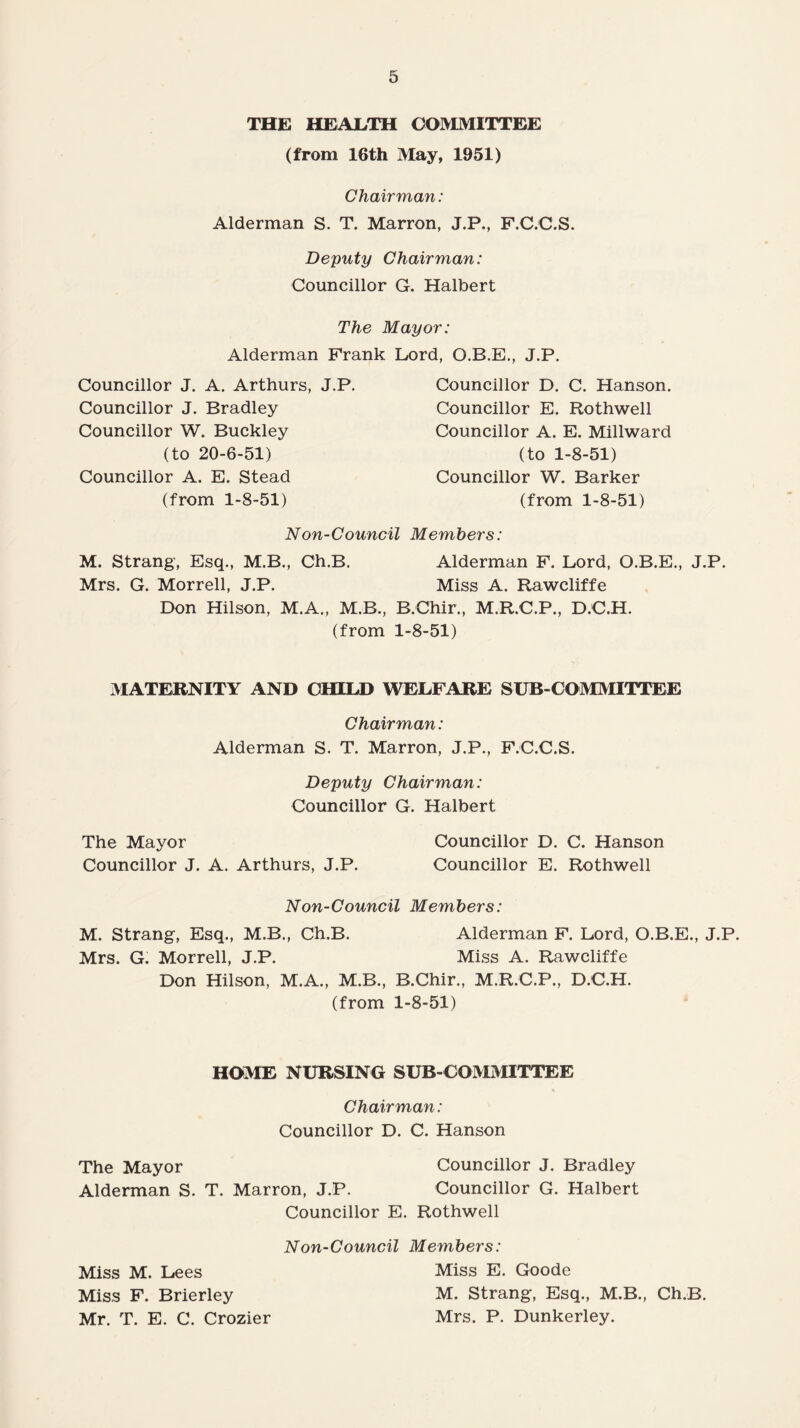 5
THE HEALTH COMMITTEE
(from 16th May, 1951)
Chairman:
Alderman S. T. Marron, J.P., F.C.C.S.
Deputy Chairman:
Councillor G. Halbert
The Mayor:
Alderman Frank Lord, O.B.E., J.P.
Councillor J. A. Arthurs, J.P. Councillor D. C. Hanson.
Councillor J. Bradley Councillor E. Rothwell
Councillor W. Buckley Councillor A. E. Millward
(to 20-6-51) (to 1-8-51)
Councillor A. E. Stead Councillor W. Barker
(from 1-8-51) (from 1-8-51)
Non-Council Members:
M. Strang, Esq., M.B., Ch.B. Alderman F. Lord, O.B.E., J.P.
Mrs. G. Morrell, J.P. Miss A. Rawcliffe
Don Hilson, M.A., M.B., B.Chir., M.R.C.P., D.C.H.
(from 1-8-51)
MATERNITY AND CHILD WELFARE SUB-COMMITTEE
Chairman:
Alderman S. T. Marron, J.P., F.C.C.S.
Deputy Chairman:
Councillor G. Halbert
The Mayor Councillor D. C. Hanson
Councillor J. A. Arthurs, J.P. Councillor E. Rothwell
Non-Council Members:
M. Strang, Esq., M.B., Ch.B. Alderman F. Lord, O.B.E., J.P.
Mrs. G. Morrell, J.P. Miss A. Rawcliffe
Don Hilson, M.A., M.B., B.Chir., M.R.C.P., D.C.H.
(from 1-8-51)
HOME NURSING SUB-COMMITTEE
Chairman:
Councillor D. C. Hanson
The Mayor Councillor J. Bradley
Alderman S. T. Marron, J.P. Councillor G. Halbert
Councillor E. Rothwell
Non-Council Members:
Miss M. Lees Miss E. Goode
Miss F. Brierley M. Strang, Esq., M.B., Ch.B.
Mr. T. E. C. Crozier Mrs. P. Dunkerley.